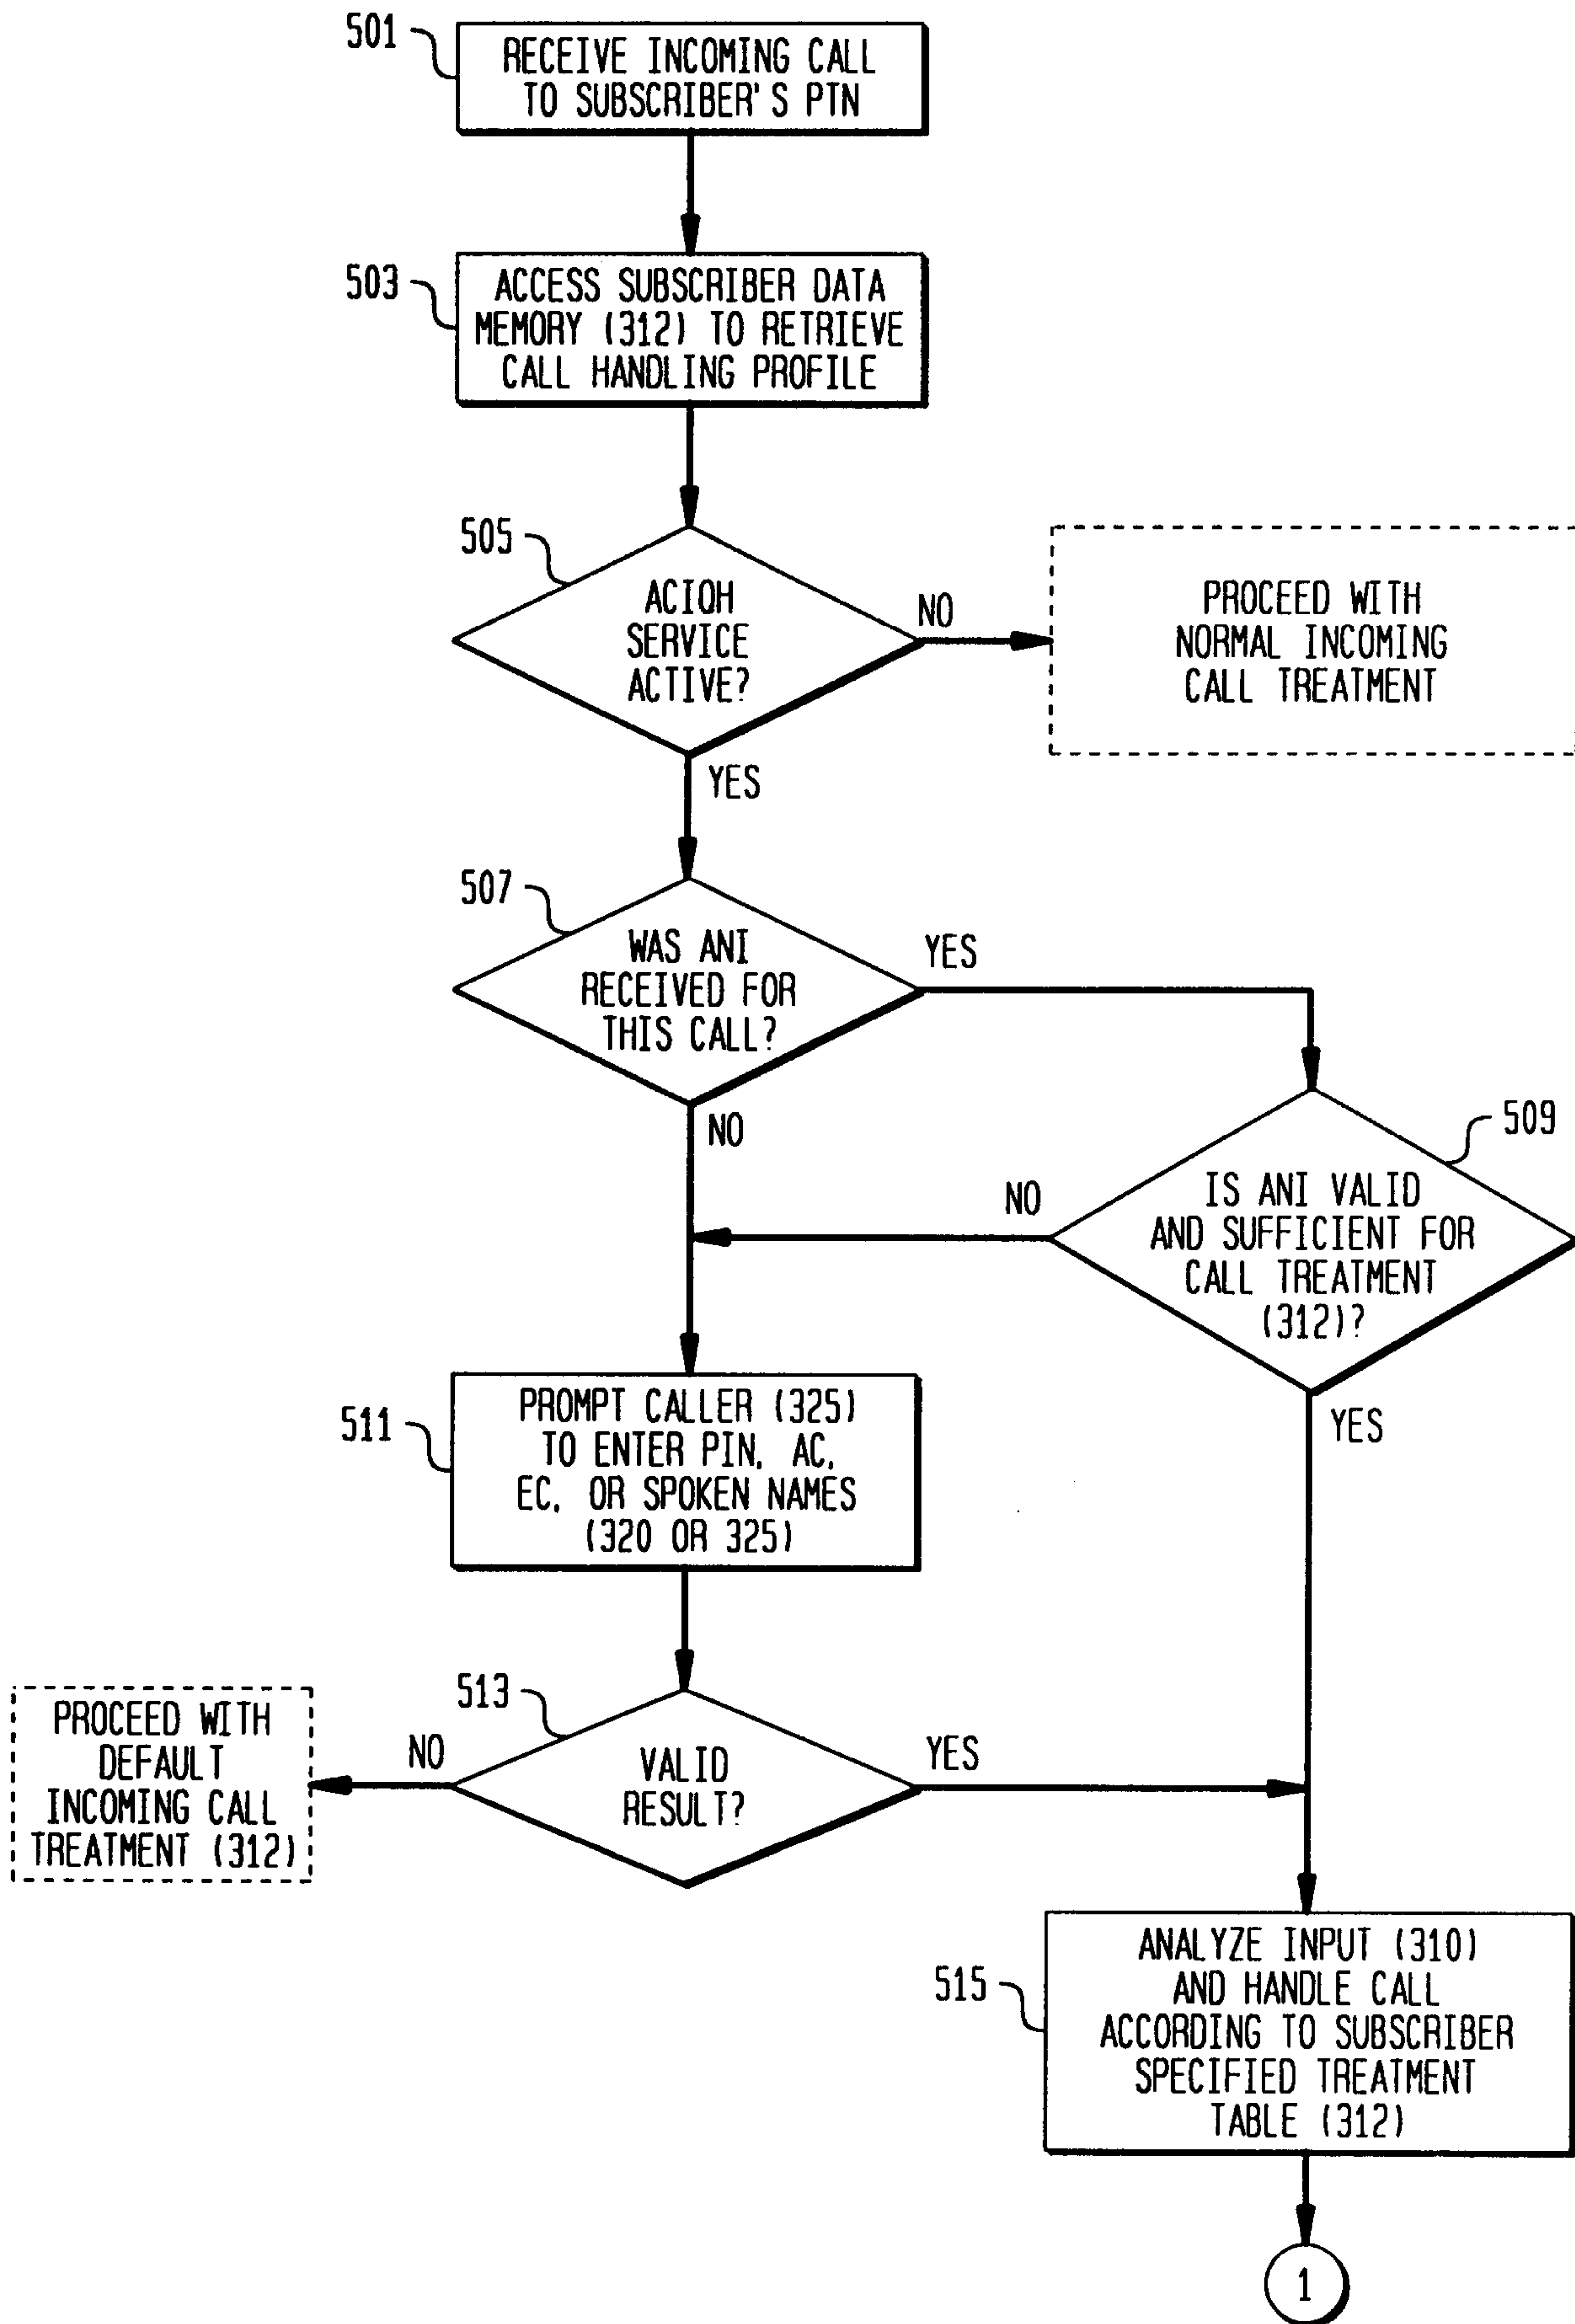 501
RECEIVE INCOMING CALL
TO SUBSCRIBER'S PTN
503
ACCESS SUBSCRIBER DATA
MEMORY (312) TO RETRIEVE
CALL HANDLING PROFILE
505
ACIQH
SERVICE
ACTIVE?
NO
PROCEED WITH
NORMAL INCOMING
CALL TREATMENT
YES
507
WAS ANI
RECEIVED FOR
THIS CALL?
YES
NO
509
IS ANI VALID
AND SUFFICIENT FOR
CALL TREATMENT
(312)?
NO
YES
511
PROMPT CALLER (325)
TO ENTER PIN, AC,
EC, OR SPOKEN NAMES
(320 OR 325)
513
VALID
RESULT?
NO
YES
PROCEED WITH
DEFAULT
INCOMING CALL
TREATMENT (312)
515
ANALYZE INPUT (310)
AND HANDLE CALL
ACCORDING TO SUBSCRIBER
SPECIFIED TREATMENT
TABLE (312)
1